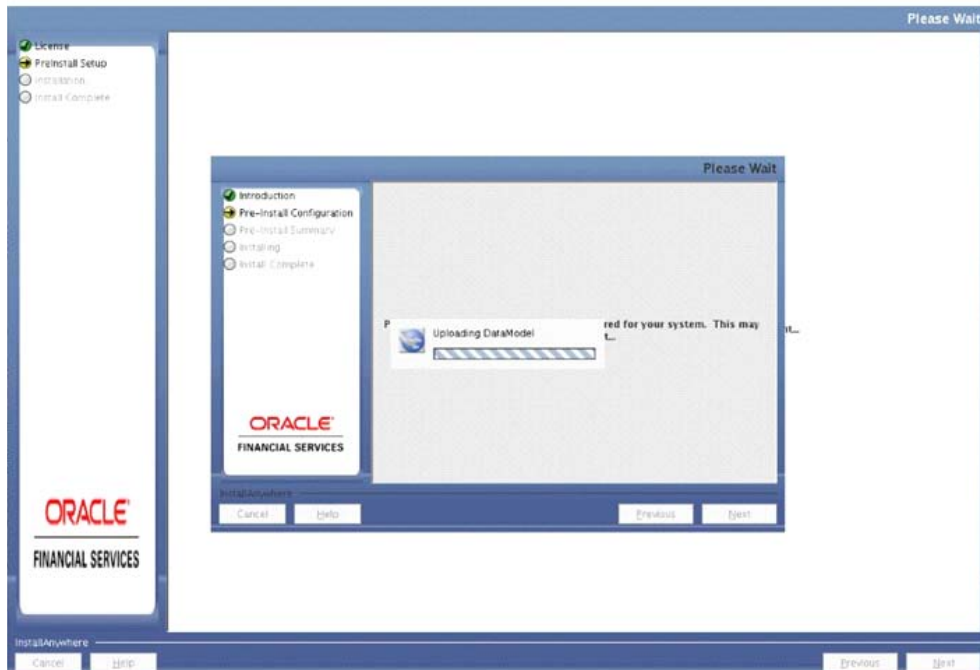 Please Wait
License
PreInstall Setup
Installation
Install Complete
Please Wait
Introduction
Pre-Install Configuration
Pre-Install Summary
Installing
Install Complete
red for your system. This may
Uploading DataModel
ORACLE
FINANCIAL SERVICES
InstallAnywhere
Cancel
Help
Previous
Next
ORACLE
FINANCIAL SERVICES
InstallAnywhere
Cancel
Help
Previous
Next